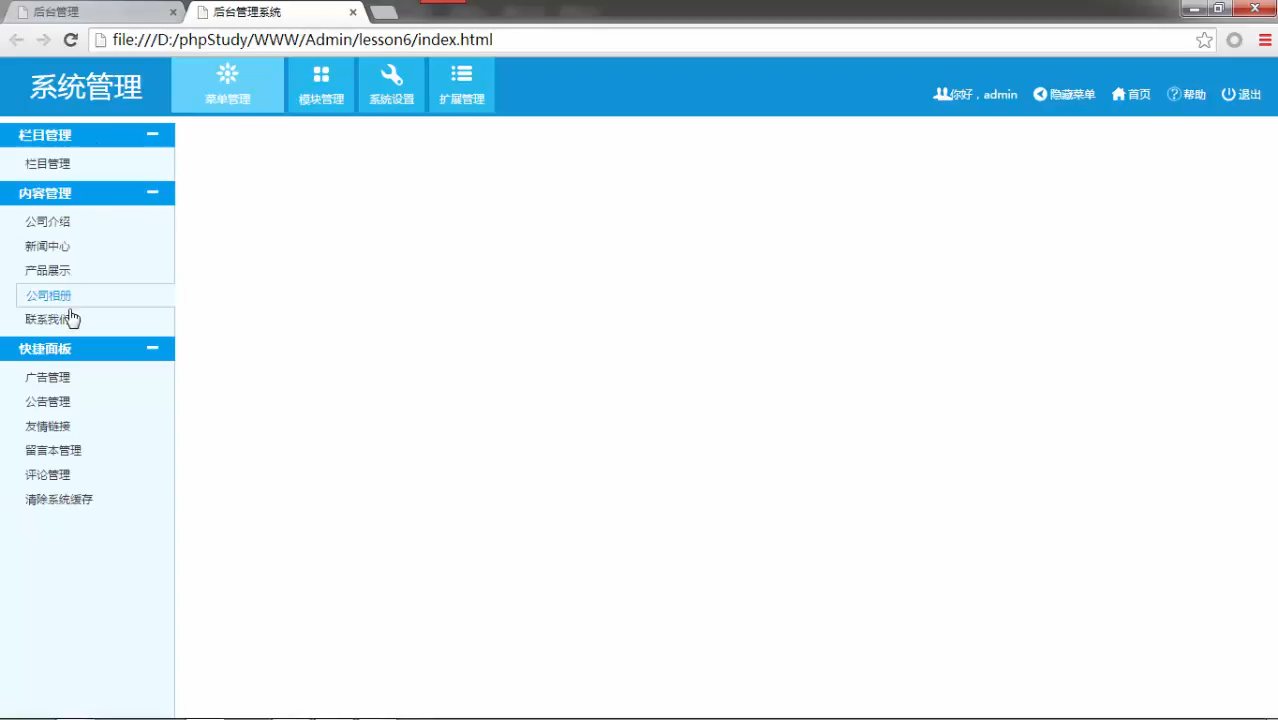 后台管理
后台管理系统
file:///D:/phpStudy/WWW/Admin/lesson6/index.html
系统管理
菜单管理
模块管理
系统设置
扩展管理
你好，admin
隐藏菜单
首页
帮助
退出
栏目管理
栏目管理
内容管理
公司介绍
新闻中心
产品展示
公司相册
联系我们
快捷面板
广告管理
公告管理
友情链接
留言本管理
评论管理
清除系统缓存